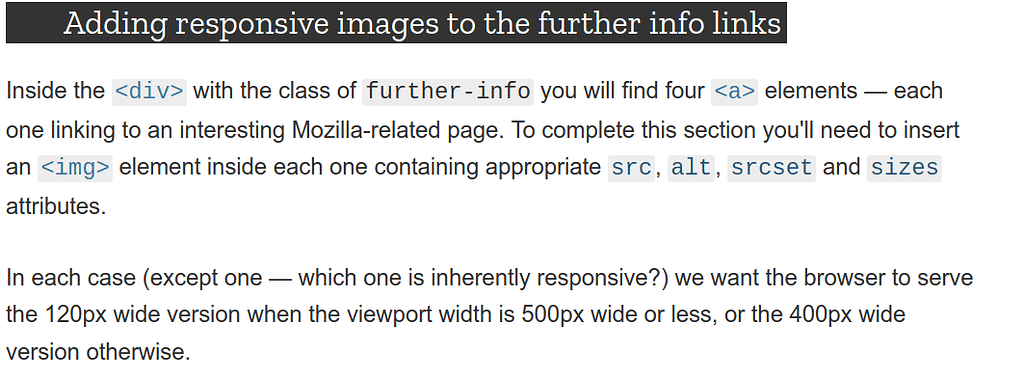 Adding responsive images to the further info links
Inside the <div> with the class of further-info you will find four <a> elements — each
one linking to an interesting Mozilla-related page. To complete this section you'll need to insert
an <img> element inside each one containing appropriate src, alt, srcset and sizes
attributes.
In each case (except one — which one is inherently responsive?) we want the browser to serve
the 120px wide version when the viewport width is 500px wide or less, or the 400px wide
version otherwise.